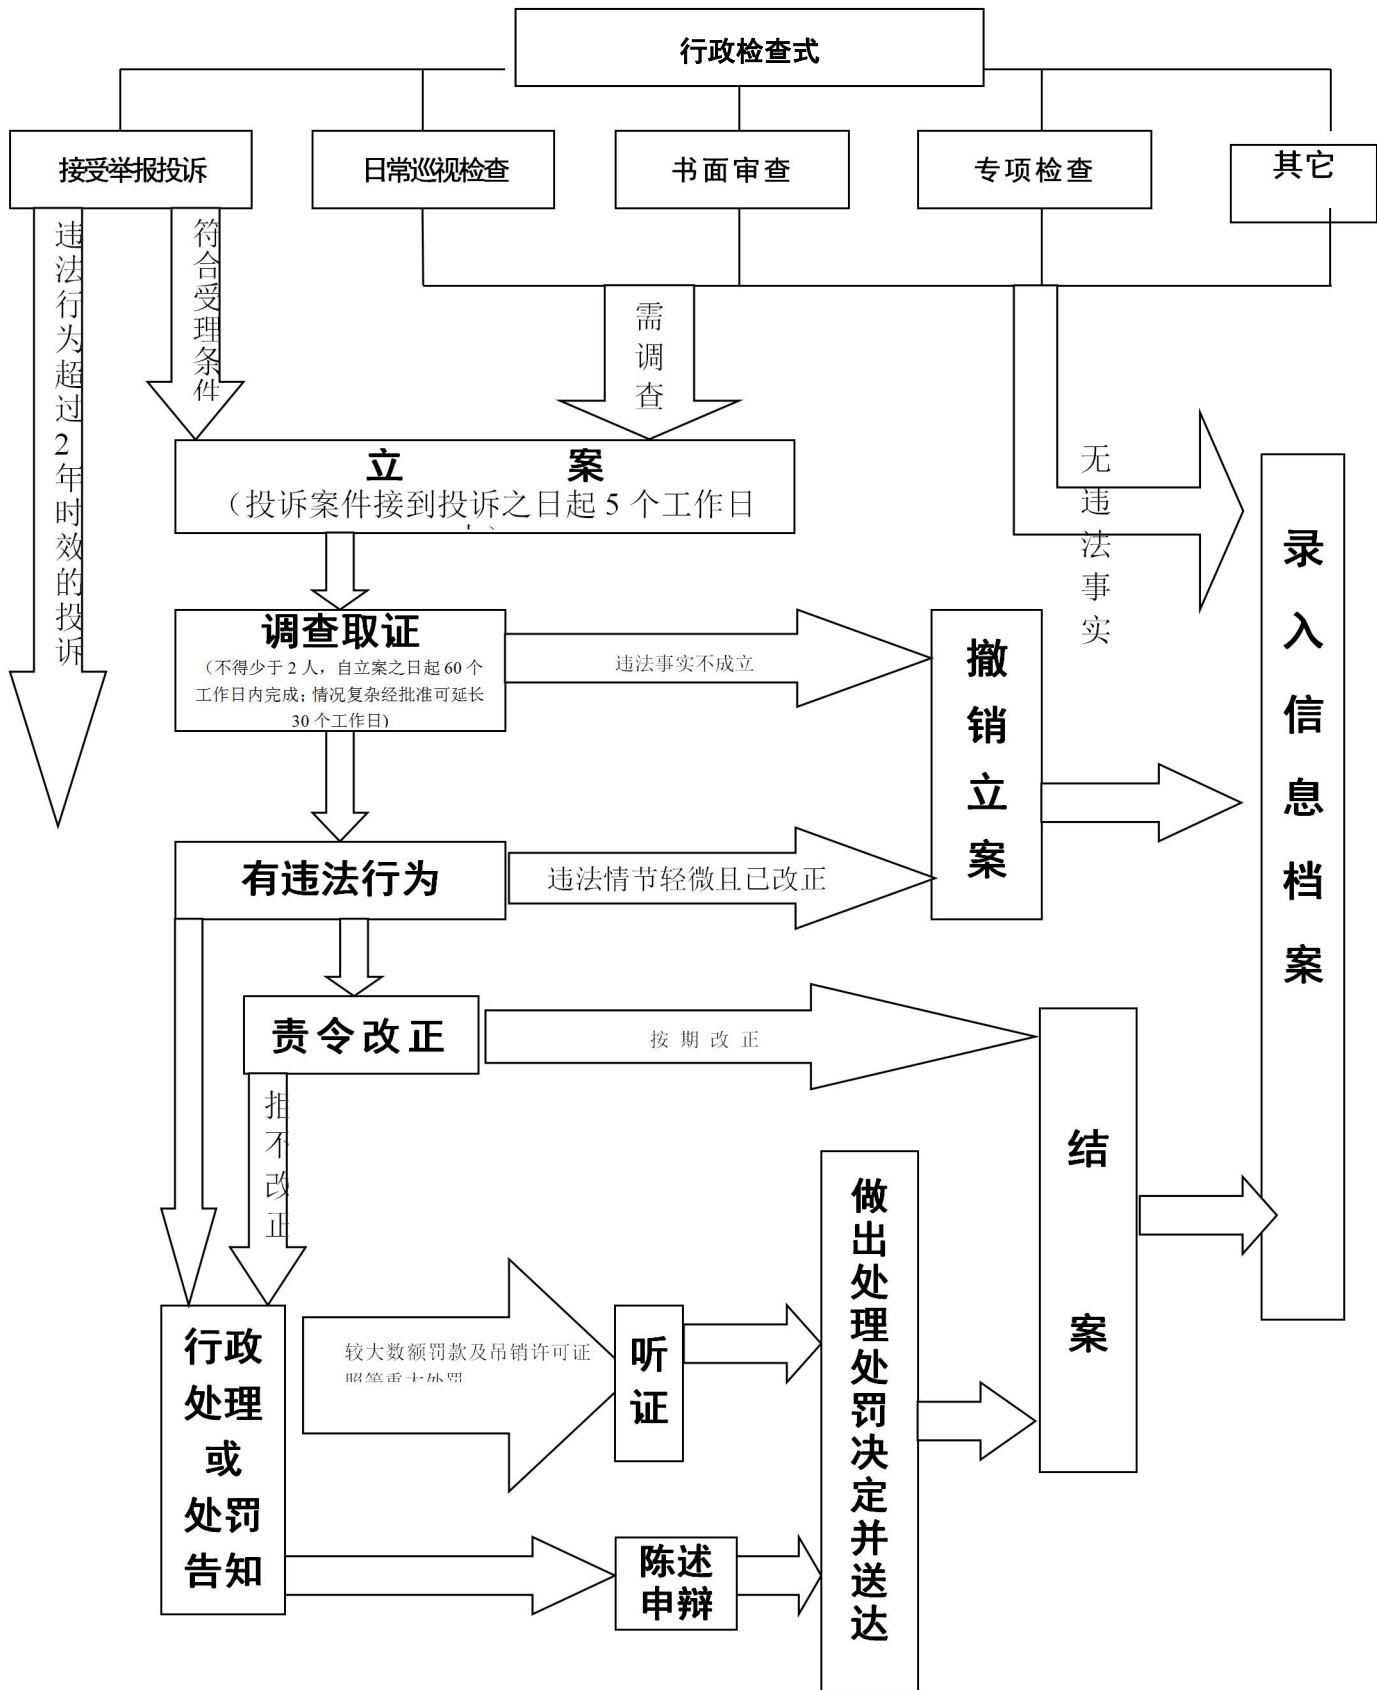 行政检查式
接受举报投诉
日常巡视检查
书面审查
专项检查
其它
违法行为超过2年时效的投诉
符合受理条件
需调查
无违法事实
立 案
（投诉案件接到投诉之日起 5 个工作日
调查取证
（不得少于 2 人，自立案之日起 60 个
工作日内完成；情况复杂经批准可延长
30 个工作日)
违法事实不成立
撤销立案
录入信息档案
有违法行为
违法情节轻微且已改正
责令改正
按 期 改 正
拒不改正
结案
做出处理处罚决定并送达
行政
处理
或
处罚
告知
较大数额罚款及吊销许可证
照等重大处罚
听
证
陈述
申辩